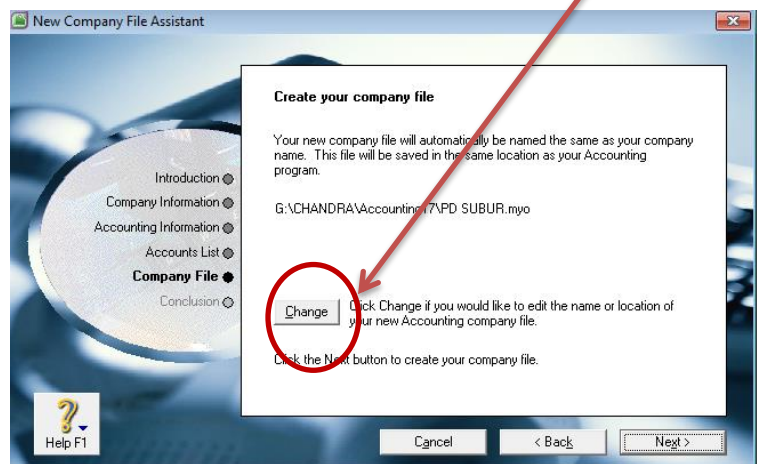 New Company File Assistant
Create your company file
Your new company file will automatically be named the same as your company
name. This file will be saved in the same location as your Accounting
program.
Introduction
Company Information
G:\CHANDRA\Accounting17\PD SUBUR.myo
Accounting Information
Accounts List
Company File
Conclusion
Change
Click Change if you would like to edit the name or location of
your new Accounting company file.
Click the Next button to create your company file.
Help F1
Cancel
< Back
Next >